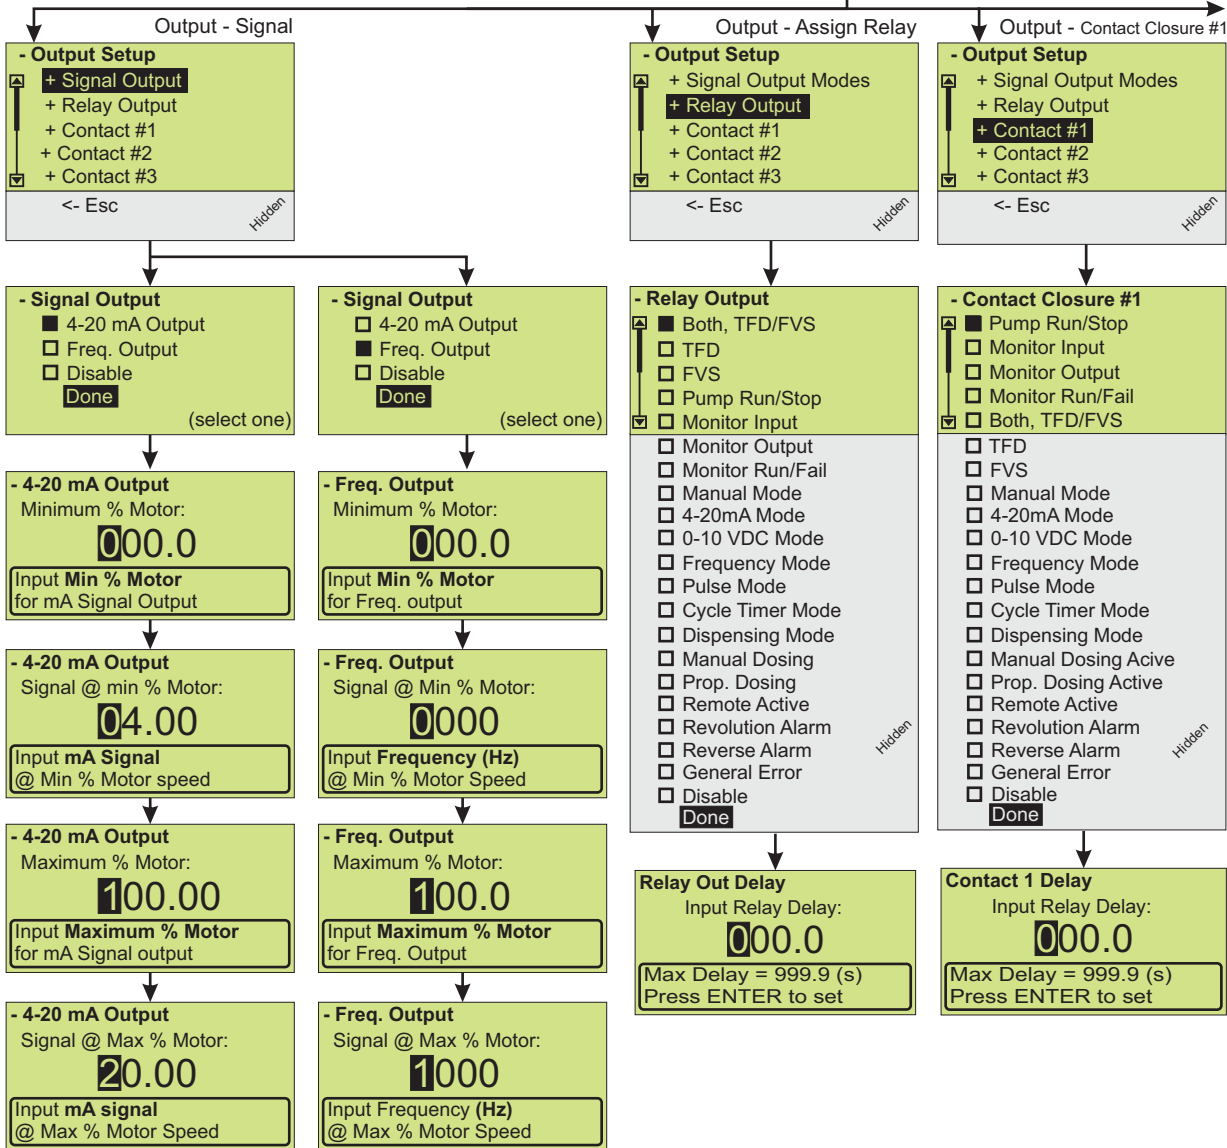 Output - Signal
- Output Setup
+ Signal Output
+ Relay Output
+ Contact #1
+ Contact #2
+ Contact #3
<- Esc
Hidden
- Signal Output
4-20 mA Output
Freq. Output
Disable
Done
(select one)
- 4-20 mA Output
Minimum % Motor:
000.0
Input Min % Motor
for mA Signal Output
- 4-20 mA Output
Signal @ min % Motor:
04.00
Input mA Signal
@ Min % Motor speed
- 4-20 mA Output
Maximum % Motor:
100.00
Input Maximum % Motor
for mA Signal output
- 4-20 mA Output
Signal @ Max % Motor:
20.00
Input mA signal
@ Max % Motor Speed
- Signal Output
4-20 mA Output
Freq. Output
Disable
Done
(select one)
- Freq. Output
Minimum % Motor:
000.0
Input Min % Motor
for Freq. output
- Freq. Output
Signal @ Min % Motor:
0000
Input Frequency (Hz)
@ Min % Motor Speed
- Freq. Output
Maximum % Motor:
100.0
Input Maximum % Motor
for Freq. Output
- Freq. Output
Signal @ Max % Motor:
1000
Input Frequency (Hz)
@ Max % Motor Speed
Output - Assign Relay
- Output Setup
+ Signal Output Modes
+ Relay Output
+ Contact #1
+ Contact #2
+ Contact #3
<- Esc
Hidden
- Relay Output
Both, TFD/FVS
TFD
FVS
Pump Run/Stop
Monitor Input
Monitor Output
Monitor Run/Fail
Manual Mode
4-20mA Mode
0-10 VDC Mode
Frequency Mode
Pulse Mode
Cycle Timer Mode
Dispensing Mode
Manual Dosing
Prop. Dosing
Remote Active
Revolution Alarm
Reverse Alarm
General Error
Disable
Done
Hidden
Relay Out Delay
Input Relay Delay:
000.0
Max Delay = 999.9 (s)
Press ENTER to set
Output - Contact Closure #1
- Output Setup
+ Signal Output Modes
+ Relay Output
+ Contact #1
+ Contact #2
+ Contact #3
<- Esc
Hidden
- Contact Closure #1
Pump Run/Stop
Monitor Input
Monitor Output
Monitor Run/Fail
Both, TFD/FVS
TFD
FVS
Manual Mode
4-20mA Mode
0-10 VDC Mode
Frequency Mode
Pulse Mode
Cycle Timer Mode
Dispensing Mode
Manual Dosing Acive
Prop. Dosing Active
Remote Active
Revolution Alarm
Reverse Alarm
General Error
Disable
Done
Hidden
Contact 1 Delay
Input Relay Delay:
000.0
Max Delay = 999.9 (s)
Press ENTER to set